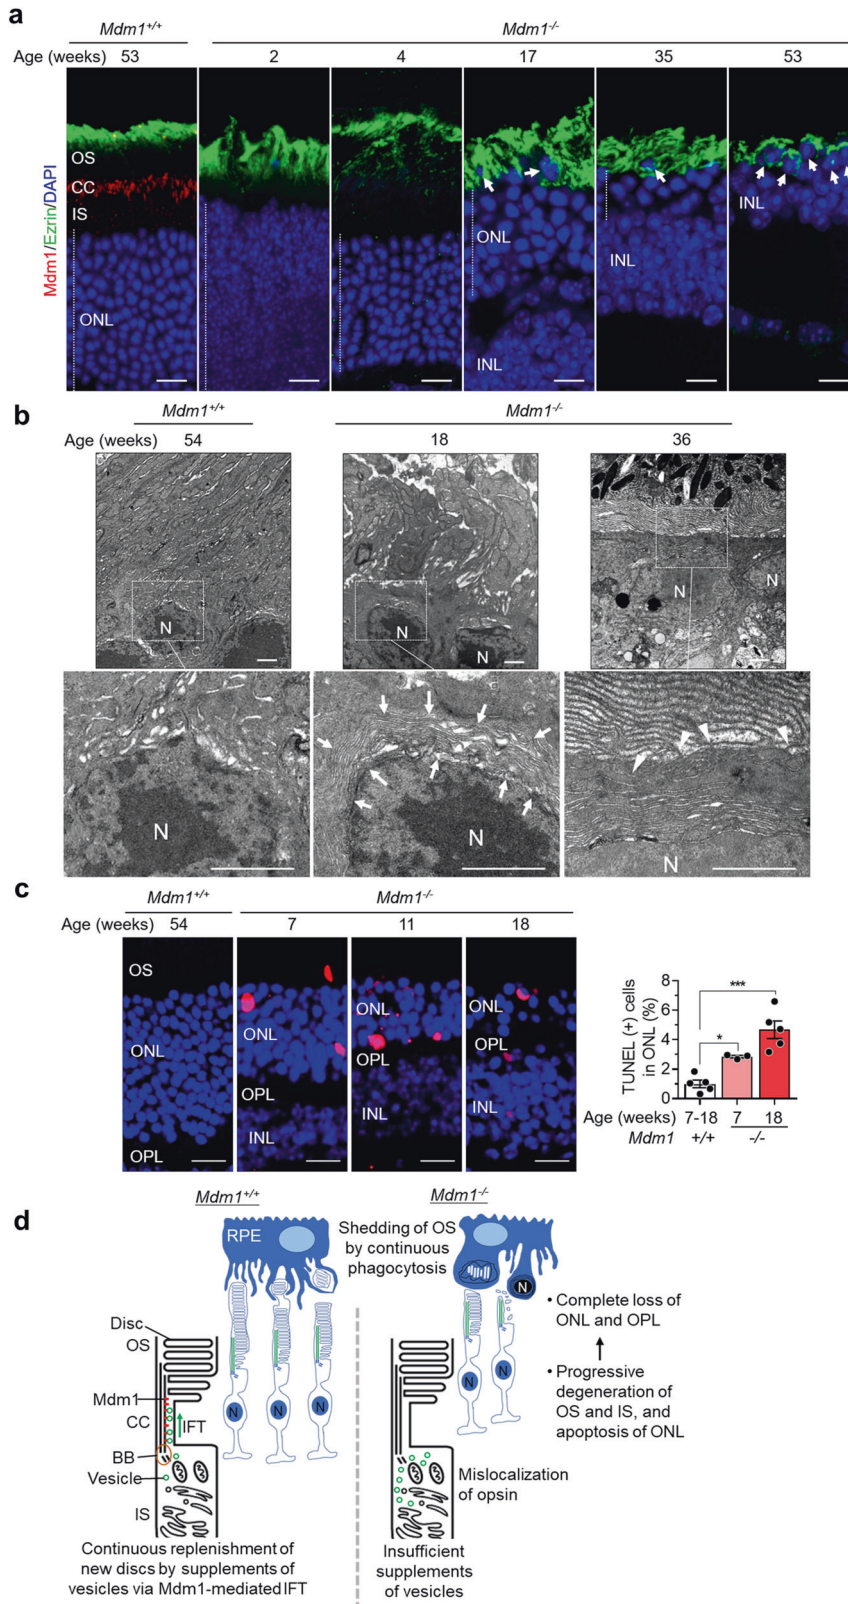 a
Mdm1+/+
Mdm1-/-
Age (weeks) 53 2 4 17 35 53
Mdm1/Ezrin/DAPI
OS
CC
IS
ONL
ONL
INL
INL
INL
b
Mdm1+/+
Mdm1-/-
Age (weeks) 54 18 36
N
N
N
N
N
N
N
c
Mdm1+/+
Mdm1-/-
Age (weeks) 54 7 11 18
OS
ONL
OPL
ONL
OPL
INL
ONL
OPL
INL
ONL
OPL
INL
TUNEL (+) cells
in ONL (%)
8
6
4
2
0
*
***
Age (weeks) 7-18 7 18
Mdm1 +/+ -/-
d
Mdm1+/+
Mdm1-/-
RPE
Shedding of OS
by continuous
phagocytosis
N
• Complete loss of
ONL and OPL
• Progressive
degeneration of
OS and IS, and
apoptosis of ONL
Disc
OS
Mdm1
CC
IFT
BB
Vesicle
IS
N N N
N N
Mislocalization
of opsin
Continuous replenishment of
new discs by supplements of
vesicles via Mdm1-mediated IFT
Insufficient
supplements
of vesicles